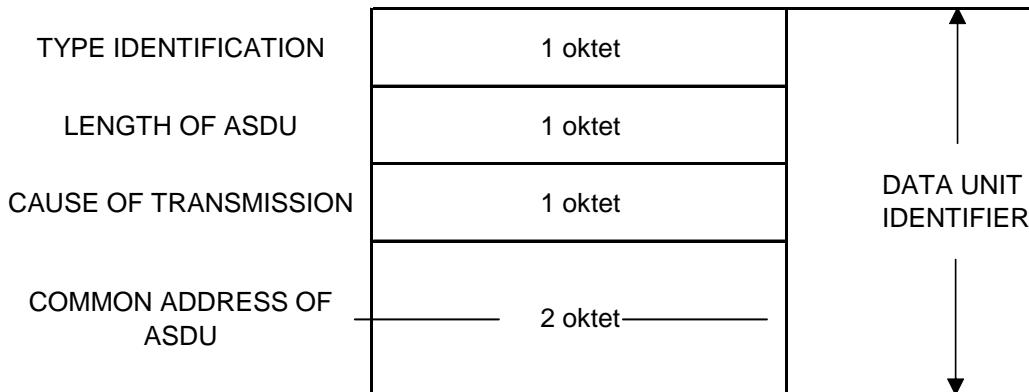 TYPE IDENTIFICATION
1 oktet
LENGTH OF ASDU
1 oktet
CAUSE OF TRANSMISSION
1 oktet
DATA UNIT
IDENTIFIER
COMMON ADDRESS OF
ASDU
2 oktet